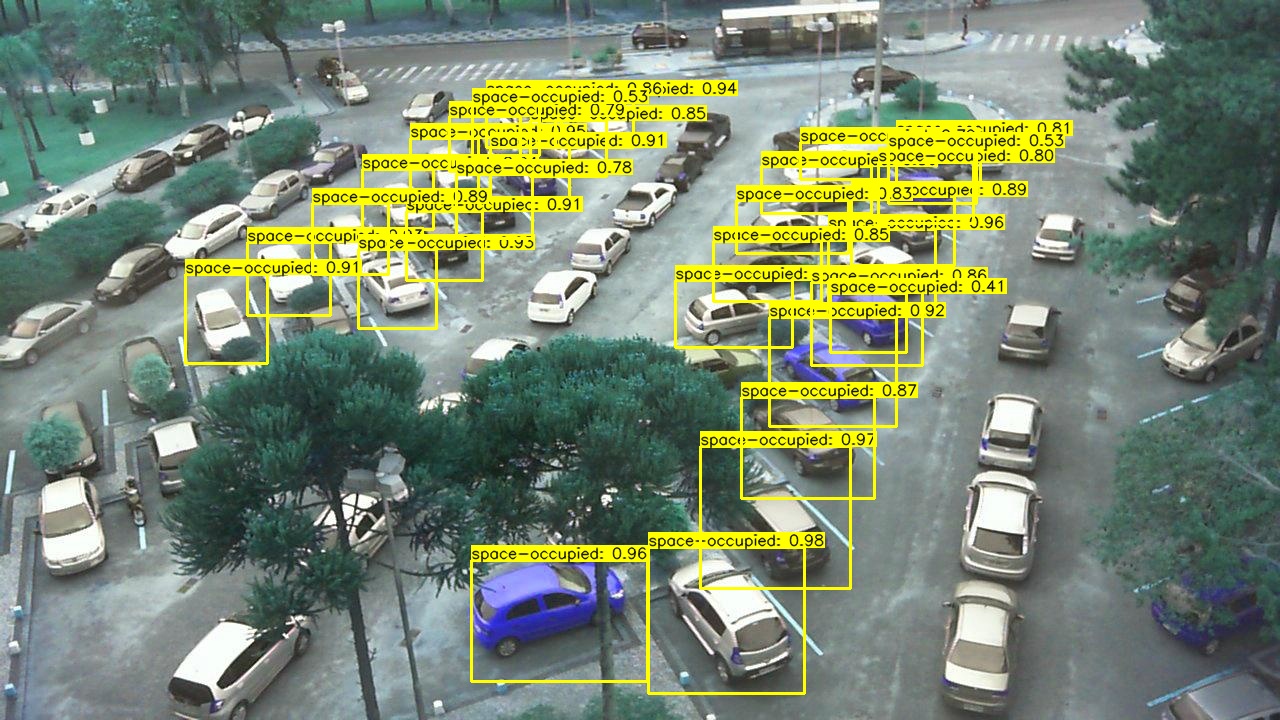 space-occupied: 0.94
space-occupied: 0.53
space-occupied: 0.79
space-occupied: 0.85
space-occupied: 0.95
space-occupied: 0.91
space-occupied: 0.81
space-occupied: 0.53
space-occupied: 0.80
space-occupied: 0.78
space-occupied: 0.89
space-occupied: 0.91
space-occupied: 0.83
space-occupied: 0.89
space-occupied: 0.96
space-occupied: 0.85
space-occupied: 0.93
space-occupied: 0.91
space-occupied:
space-occupied: 0.86
space-occupied: 0.41
space-occupied: 0.92
space-occupied: 0.87
space-occupied: 0.97
space-occupied: 0.98
space-occupied: 0.96